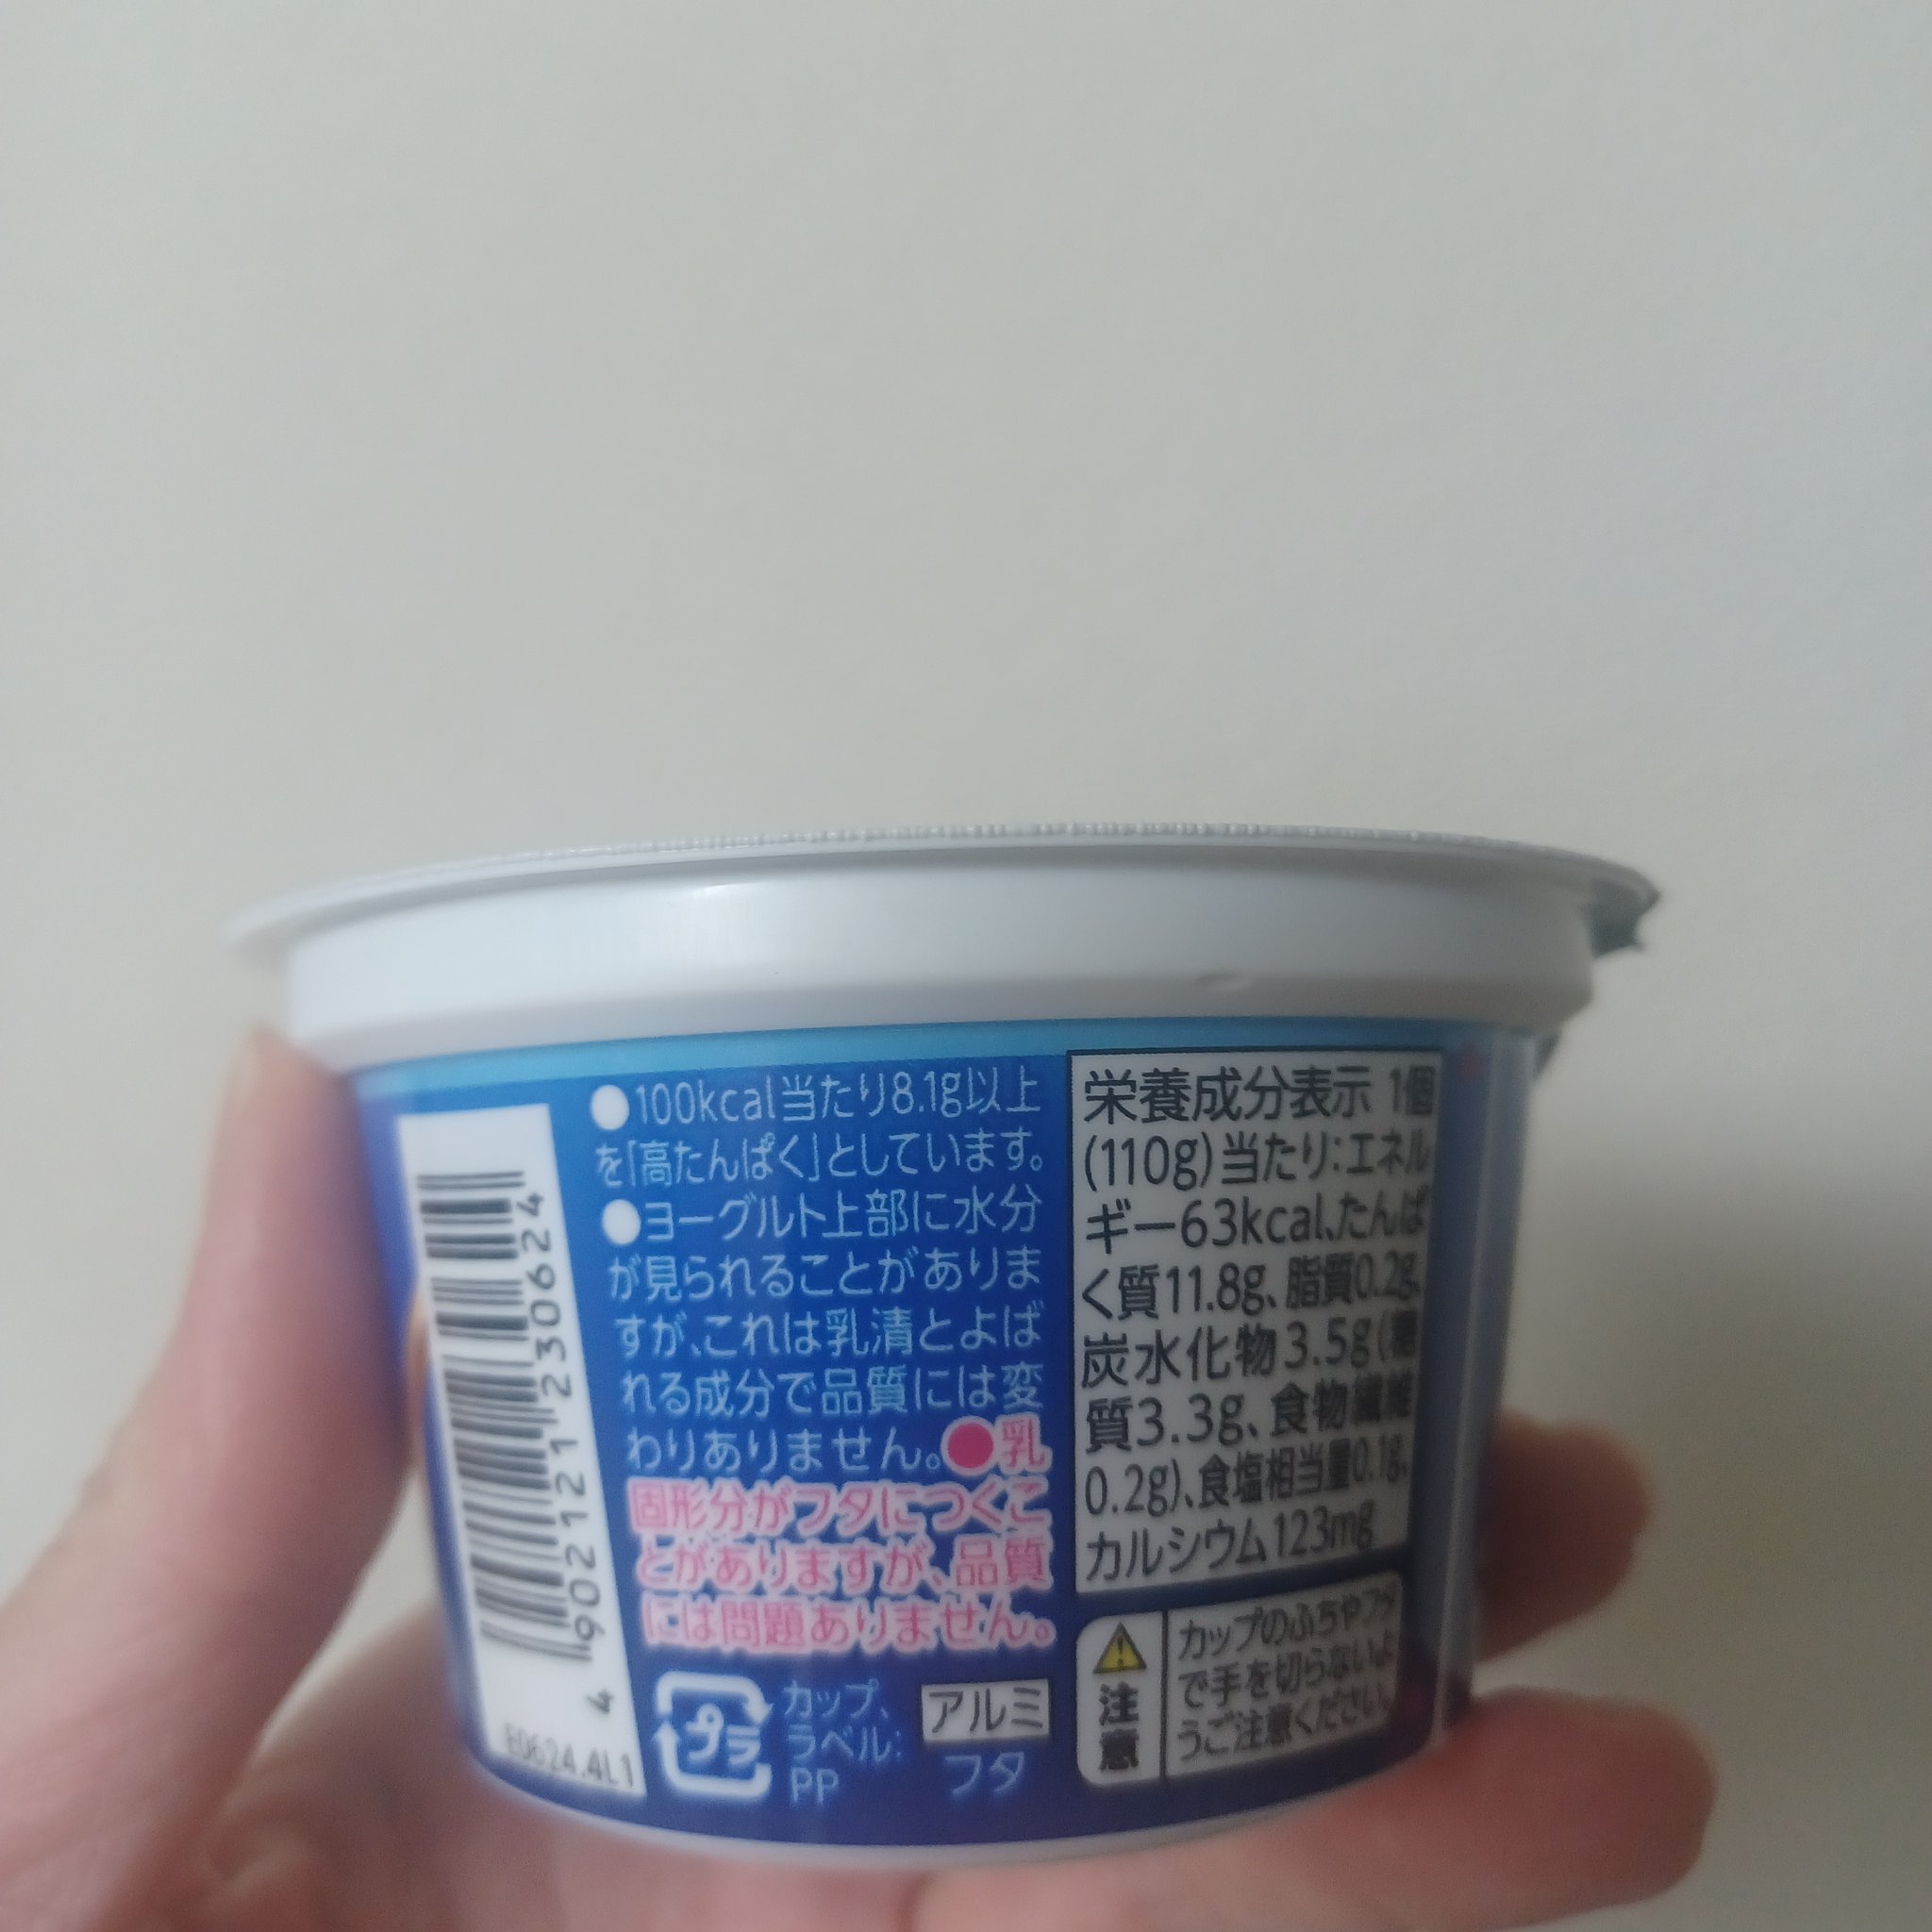 ●100kcal当たり8.1g以上
を「高たんぱく」としています。
●ヨーグルト上部に水分
が見られることがありま
すが、これは乳清とよば
れる成分で品質には変
わりありません。●乳
固形分がフタにつくこ
とがありますが、品質
には問題ありません。
プラ
カップ、
ラベル:
PP
アルミ
フタ
栄養成分表示 1個
(110g)当たり:エネル
ギー63kcal、たんぱ
く質11.8g、脂質0.2g、
炭水化物3.5g(糖
質3.3g、食物繊維
0.2g)、食塩相当量0.1g、
カルシウム123mg
注意
カップのふちやフタ
で手を切らないよ
うご注意ください。
4 902121 230624
E0624.4L1